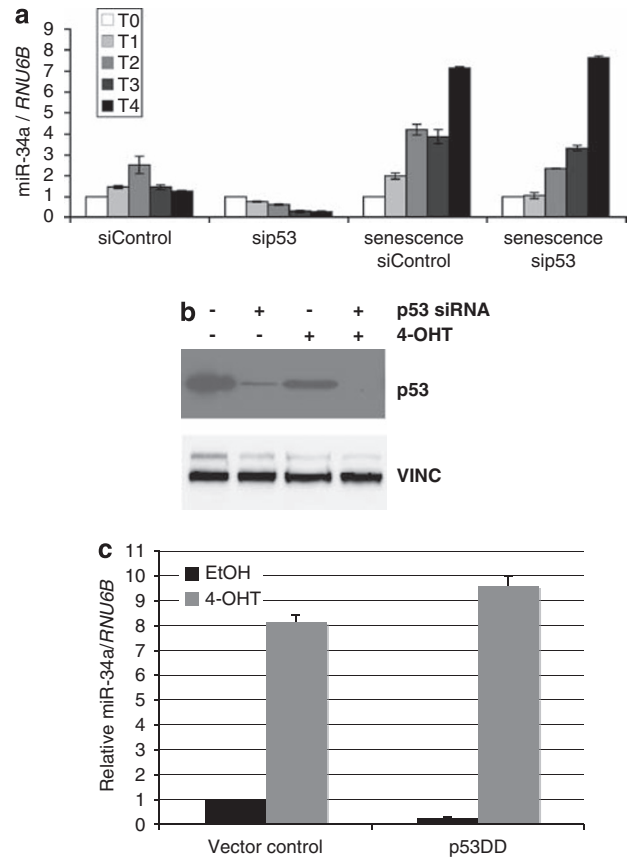 a
T0
T1
T2
T3
T4
miR-34a / RNU6B
9
8
7
6
5
4
3
2
1
0
siControl
sip53
senescence siControl
senescence sip53
b
- + - + p53 siRNA
- - + + 4-OHT
p53
VINC
c
EtOH
4-OHT
Relative miR-34a/RNU6B
11
10
9
8
7
6
5
4
3
2
1
0
Vector control
p53DD